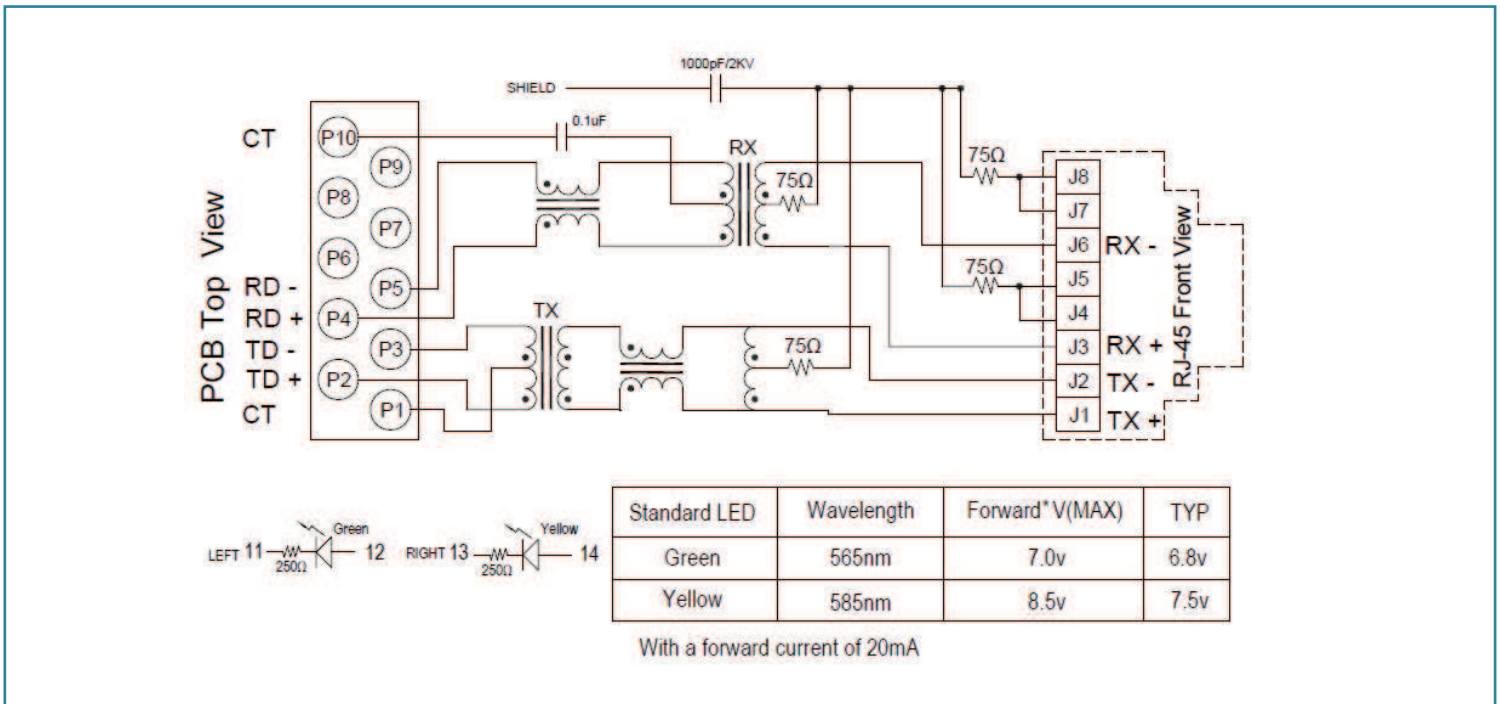 1000pF/2KV
SHIELD
0.1uF
CT
P10
P9
RX
75Ω
75Ω
J8
P8
J7
P7
J6 RX -
P6
75Ω
J5
RD - P5
J4
RD + P4
TX
TD - P3
75Ω
J3 RX +
TD + P2
J2 TX -
CT P1
J1 TX +
PCB Top View
RJ-45 Front View
LEFT 11 250Ω Green 12
RIGHT 13 250Ω Yellow 14
Standard LED Wavelength Forward* V(MAX) TYP
Green 565nm 7.0v 6.8v
Yellow 585nm 8.5v 7.5v
With a forward current of 20mA